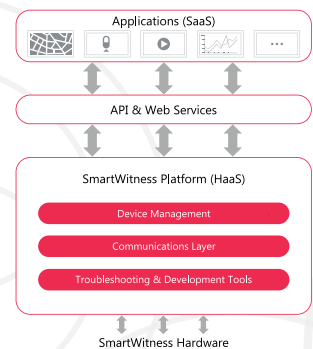 Applications (SaaS)
API & Web Services
SmartWitness Platform (HaaS)
Device Management
Communications Layer
Troubleshooting & Development Tools
SmartWitness Hardware